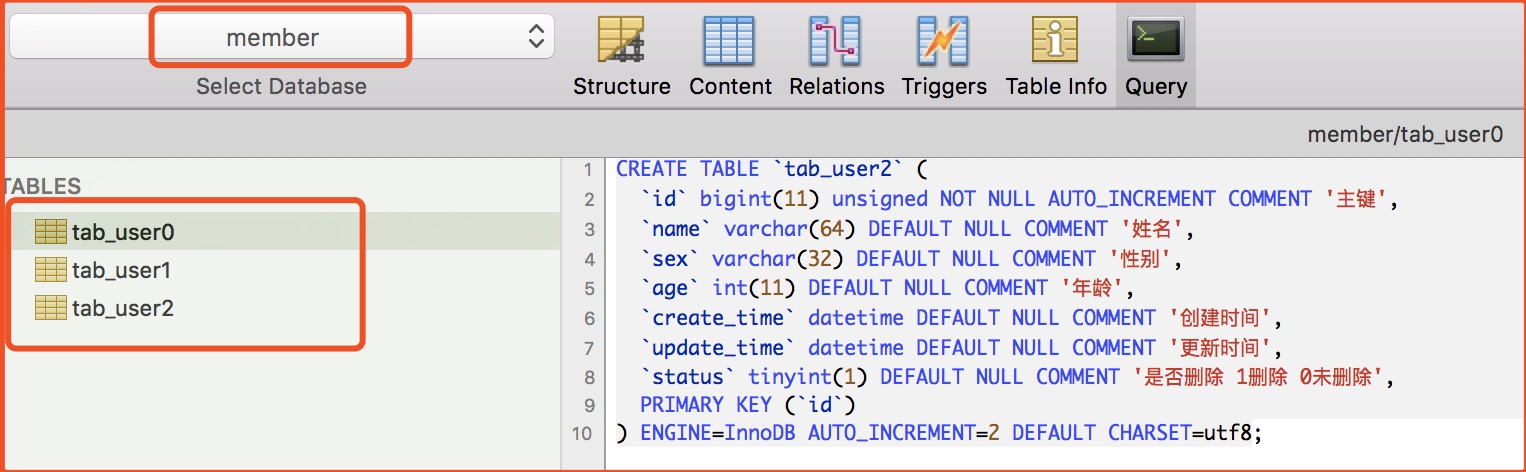 member
Select Database
Structure Content Relations Triggers Table Info Query
member/tab_user0
TABLES
tab_user0
tab_user1
tab_user2
1 CREATE TABLE `tab_user2` (
2 `id` bigint(11) unsigned NOT NULL AUTO_INCREMENT COMMENT '主键',
3 `name` varchar(64) DEFAULT NULL COMMENT '姓名',
4 `sex` varchar(32) DEFAULT NULL COMMENT '性别',
5 `age` int(11) DEFAULT NULL COMMENT '年龄',
6 `create_time` datetime DEFAULT NULL COMMENT '创建时间',
7 `update_time` datetime DEFAULT NULL COMMENT '更新时间',
8 `status` tinyint(1) DEFAULT NULL COMMENT '是否删除 1删除 0未删除',
9 PRIMARY KEY (`id`)
10 ) ENGINE=InnoDB AUTO_INCREMENT=2 DEFAULT CHARSET=utf8;